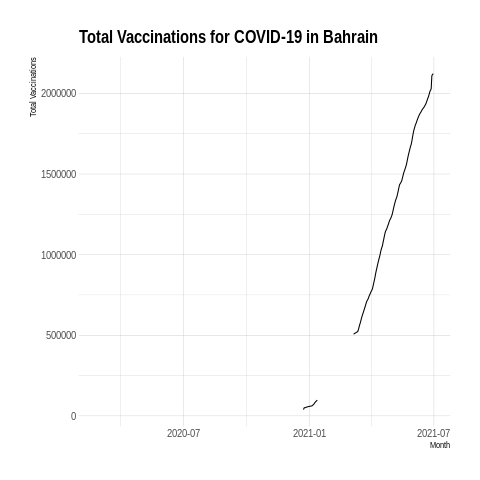 Total Vaccinations for COVID-19 in Bahrain
Total Vaccinations
2000000
1500000
1000000
500000
0
2020-07
2021-01
2021-07
Month